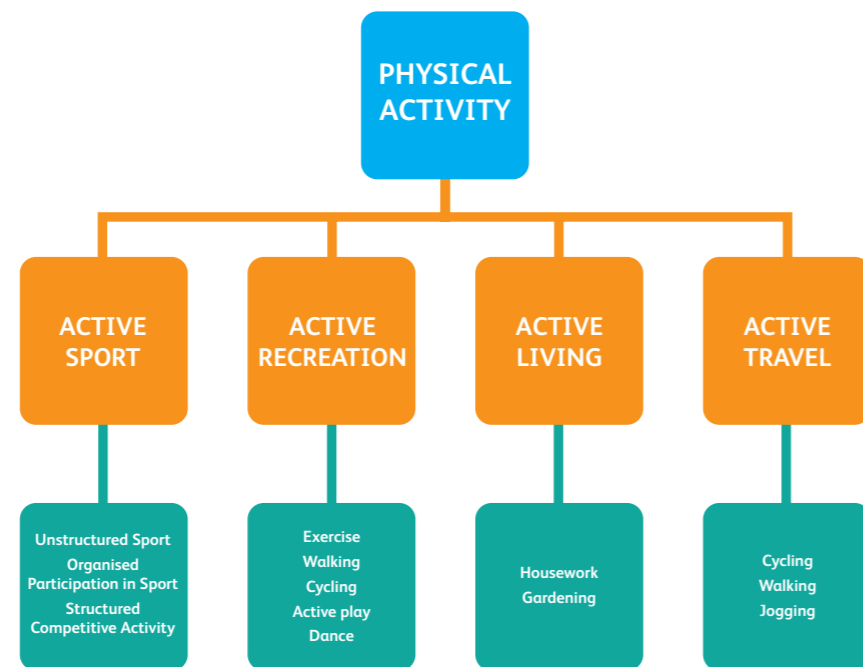 PHYSICAL
ACTIVITY
ACTIVE
SPORT
ACTIVE
RECREATION
ACTIVE
LIVING
ACTIVE
TRAVEL
Unstructured Sport
Organised
Participation in Sport
Structured
Competitive Activity
Exercise
Walking
Cycling
Active play
Dance
Housework
Gardening
Cycling
Walking
Jogging